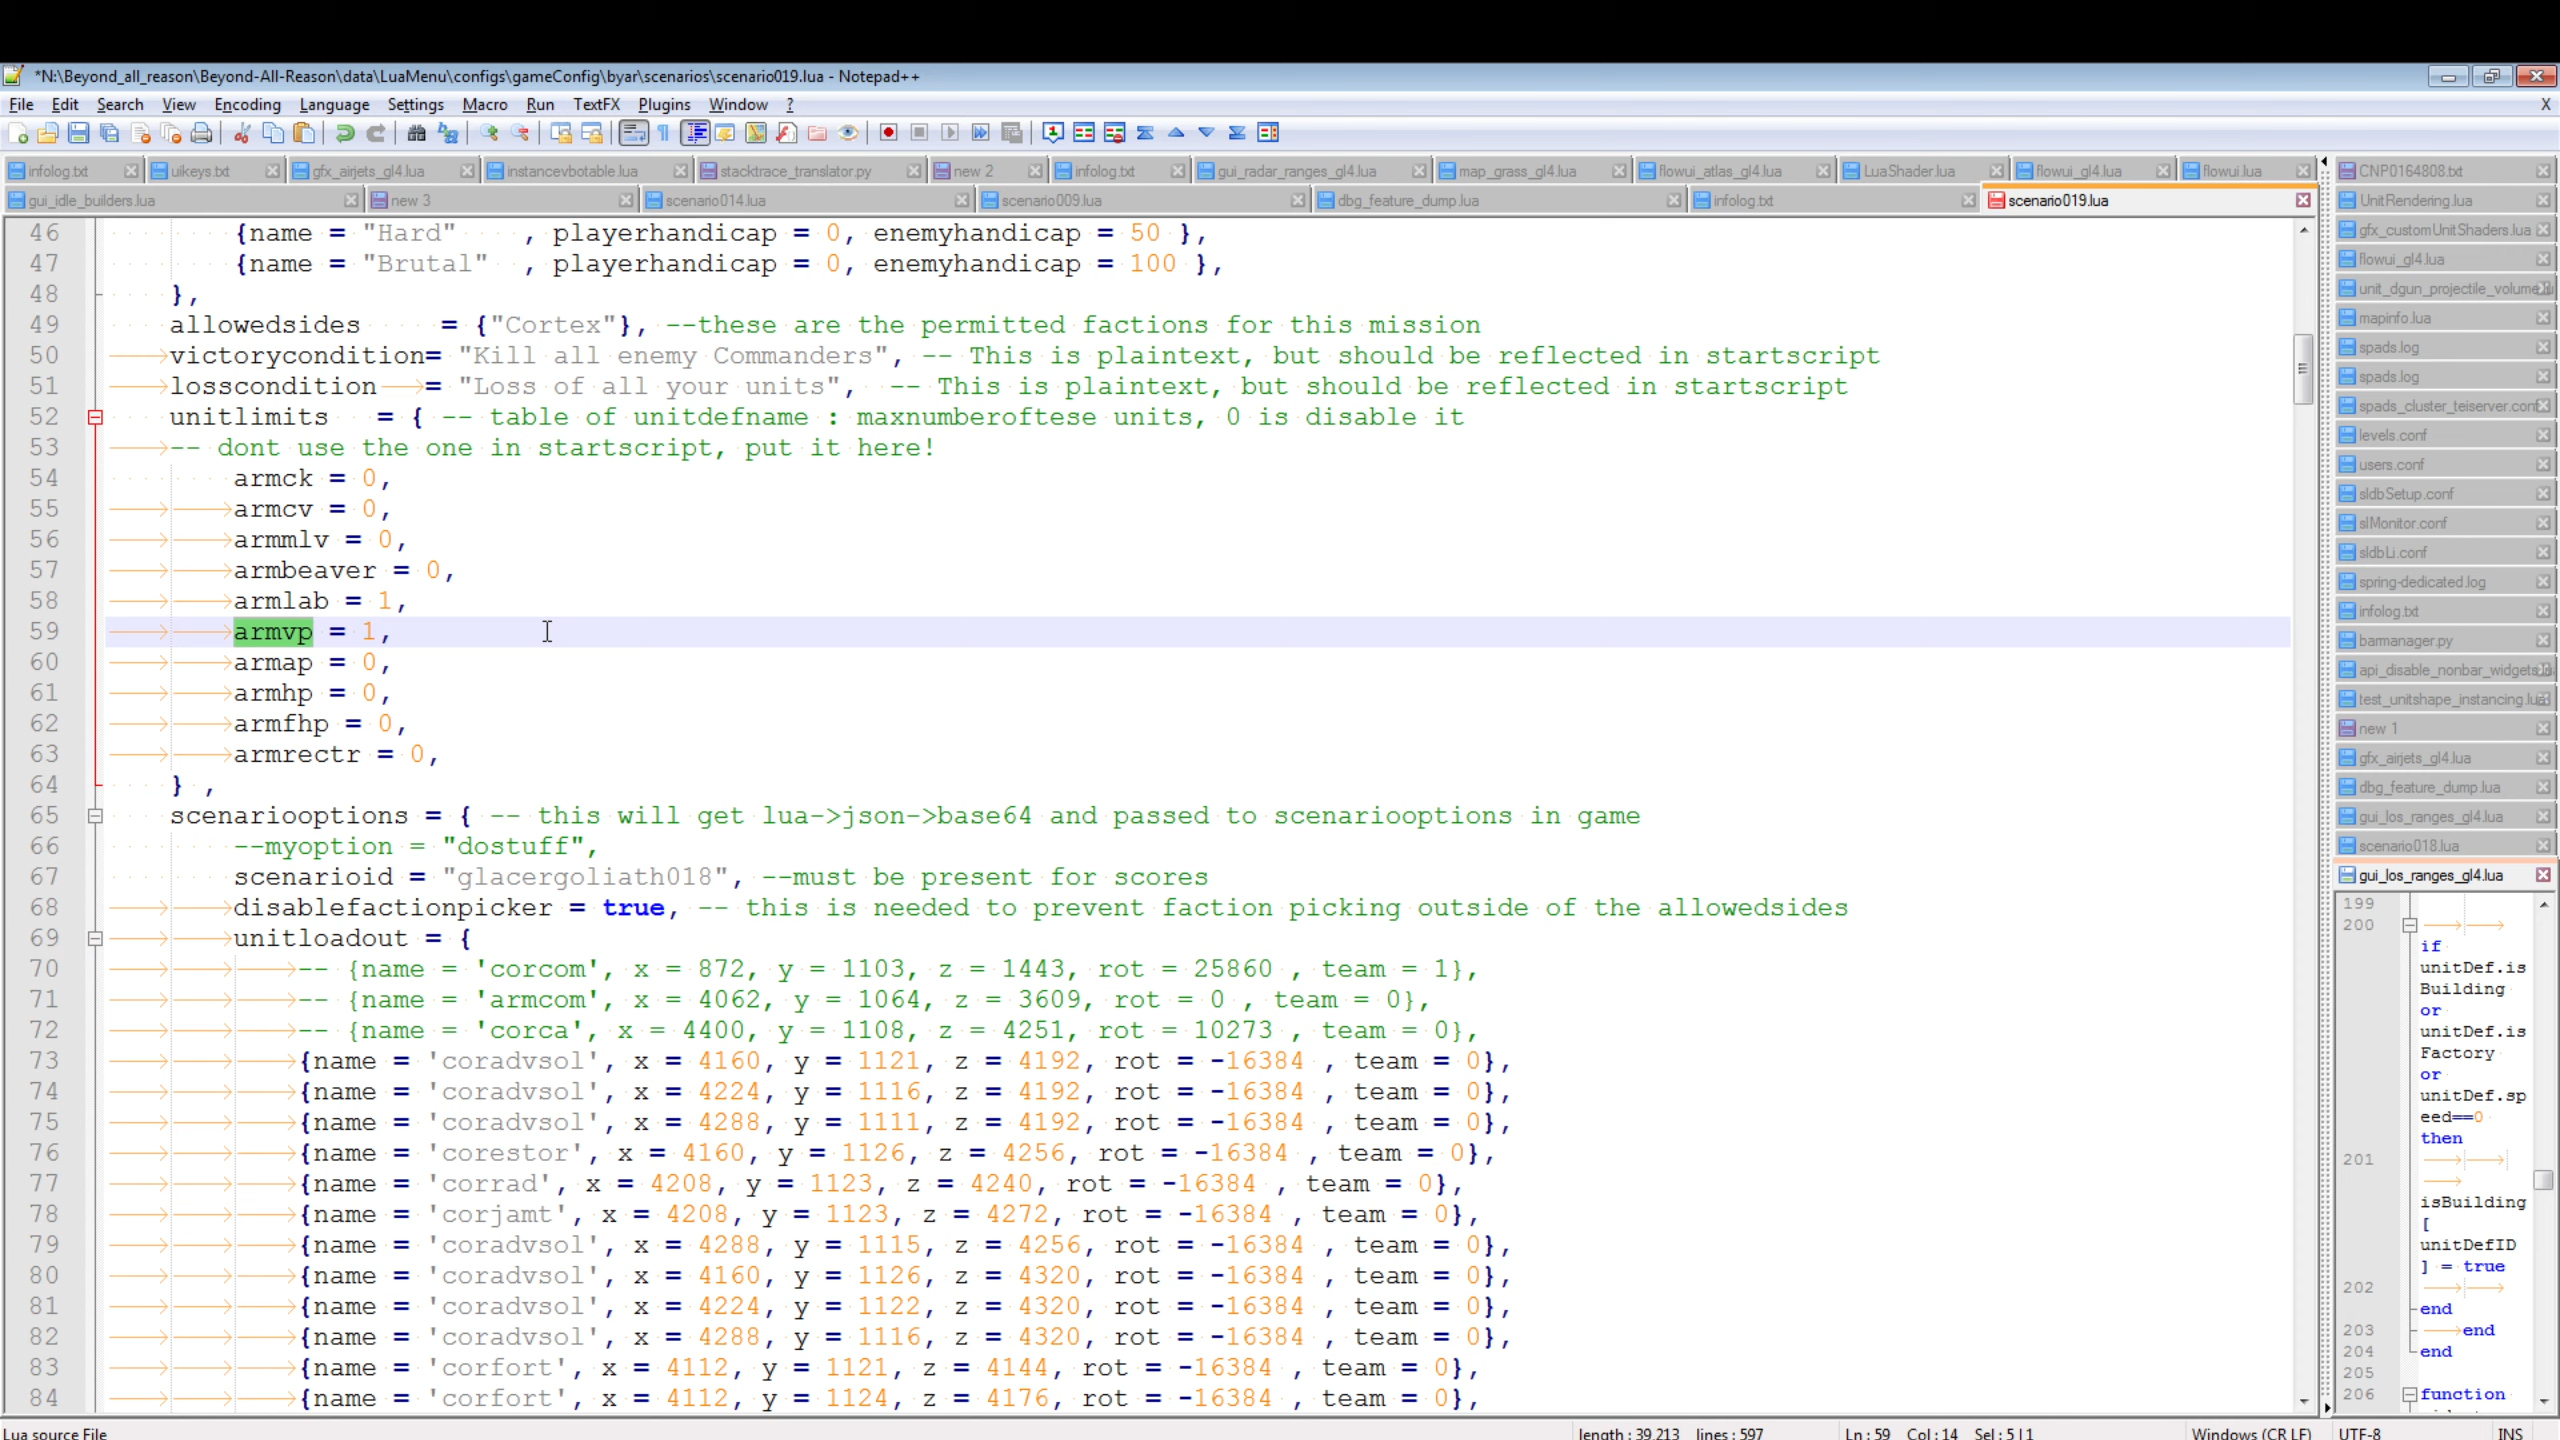 *N:\Beyond_all_reason\Beyond-All-Reason\data\LuaMenu\configs\gameConfig\byar\scenarios\scenario019.lua - Notepad++
File Edit Search View Encoding Language Settings Macro Run TextFX Plugins Window ? X
infolog.txt uikeys.txt gfx_airjets_gl4.lua instancevbotable.lua stacktrace_translator.py new 2 infolog.txt gui_radar_ranges_gl4.lua map_grass_gl4.lua flowui_atlas_gl4.lua LuaShader.lua flowui_gl4.lua flowui.lua
gui_idle_builders.lua new 3 scenario014.lua scenario009.lua dbg_feature_dump.lua infolog.txt scenario019.lua
46 {name = "Hard" , playerhandicap = 0, enemyhandicap = 50 },
47 {name = "Brutal" , playerhandicap = 0, enemyhandicap = 100 },
48 },
49 allowedsides = {"Cortex"}, --these are the permitted factions for this mission
50 victorycondition= "Kill all enemy Commanders", -- This is plaintext, but should be reflected in startscript
51 losscondition = "Loss of all your units", -- This is plaintext, but should be reflected in startscript
52 unitlimits = { -- table of unitdefname : maxnumberoftese units, 0 is disable it
53 -- dont use the one in startscript, put it here!
54 armck = 0,
55 armcv = 0,
56 armmlv = 0,
57 armbeaver = 0,
58 armlab = 1,
59 armvp = 1,
60 armap = 0,
61 armhp = 0,
62 armfhp = 0,
63 armrectr = 0,
64 } ,
65 scenariooptions = { -- this will get lua->json->base64 and passed to scenariooptions in game
66 --myoption = "dostuff",
67 scenarioid = "glacergoliath018", --must be present for scores
68 disablefactionpicker = true, -- this is needed to prevent faction picking outside of the allowedsides
69 unitloadout = {
70 -- {name = 'corcom', x = 872, y = 1103, z = 1443, rot = 25860 , team = 1},
71 -- {name = 'armcom', x = 4062, y = 1064, z = 3609, rot = 0 , team = 0},
72 -- {name = 'corca', x = 4400, y = 1108, z = 4251, rot = 10273 , team = 0},
73 {name = 'coradvsol', x = 4160, y = 1121, z = 4192, rot = -16384 , team = 0},
74 {name = 'coradvsol', x = 4224, y = 1116, z = 4192, rot = -16384 , team = 0},
75 {name = 'coradvsol', x = 4288, y = 1111, z = 4192, rot = -16384 , team = 0},
76 {name = 'corestor', x = 4160, y = 1126, z = 4256, rot = -16384 , team = 0},
77 {name = 'corrad', x = 4208, y = 1123, z = 4240, rot = -16384 , team = 0},
78 {name = 'corjamt', x = 4208, y = 1123, z = 4272, rot = -16384 , team = 0},
79 {name = 'coradvsol', x = 4288, y = 1115, z = 4256, rot = -16384 , team = 0},
80 {name = 'coradvsol', x = 4160, y = 1126, z = 4320, rot = -16384 , team = 0},
81 {name = 'coradvsol', x = 4224, y = 1122, z = 4320, rot = -16384 , team = 0},
82 {name = 'coradvsol', x = 4288, y = 1116, z = 4320, rot = -16384 , team = 0},
83 {name = 'corfort', x = 4112, y = 1121, z = 4144, rot = -16384 , team = 0},
84 {name = 'corfort', x = 4112, y = 1124, z = 4176, rot = -16384 , team = 0},
CNP0164808.txt
UnitRendering.lua
gfx_customUnitShaders.lua
flowui_gl4.lua
unit_dgun_projectile_volume
mapinfo.lua
spads.log
spads.log
spads_cluster_teiserver.conf
levels.conf
users.conf
sldbSetup.conf
slMonitor.conf
sldbLi.conf
spring-dedicated.log
infolog.txt
barmanager.py
api_disable_nonbar_widgets
test_unitshape_instancing.lua
new 1
gfx_airjets_gl4.lua
dbg_feature_dump.lua
gui_los_ranges_gl4.lua
scenario018.lua
gui_los_ranges_gl4.lua
199
200
if
unitDef.is
Building
or
unitDef.is
Factory
or
unitDef.sp
eed==0
then
201
isBuilding
[
unitDefID
] = true
202
end
203 end
204 end
205
206 function
Lua source File length : 39,213 lines : 597 Ln : 59 Col : 14 Sel : 5 | 1 Windows (CR LF) UTF-8 INS